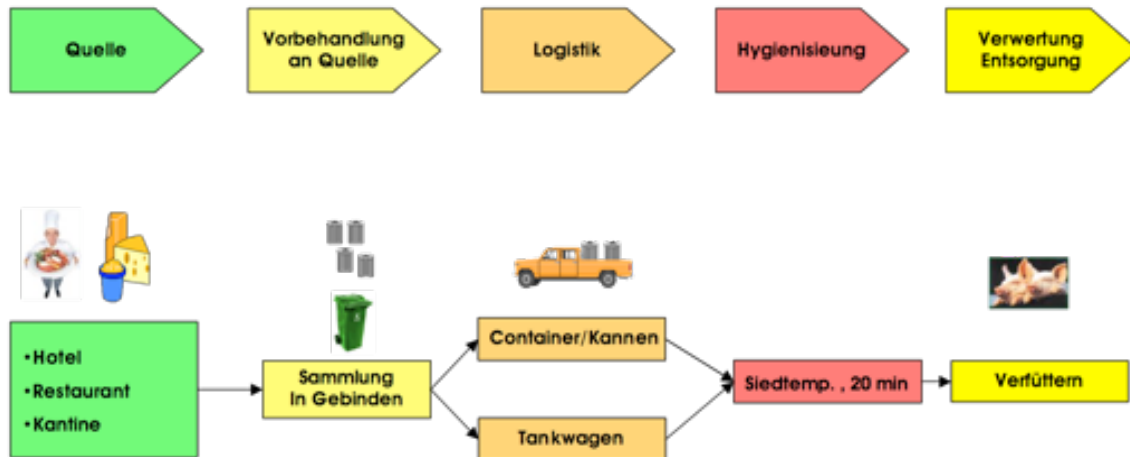 Quelle
Vorbehandlung
an Quelle
Logistik
Hygienisieung
Verwertung
Entsorgung
•Hotel
•Restaurant
•Kantine
Sammlung
In Gebinden
Container/Kannen
Tankwagen
Siedtemp. , 20 min
Verfüttern